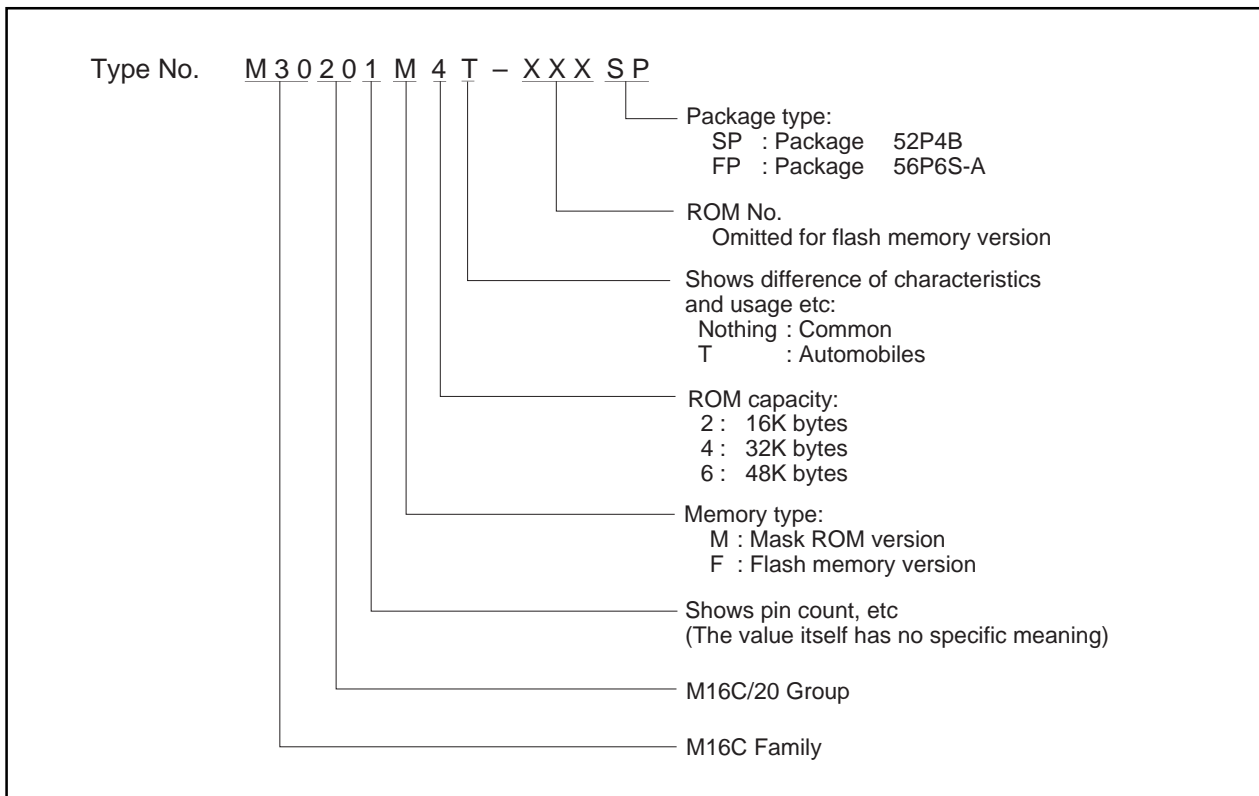 Type No. M 3 0 2 0 1 M 4 T – X X X S P
Package type:
SP : Package 52P4B
FP : Package 56P6S-A
ROM No.
Omitted for flash memory version
Shows difference of characteristics
and usage etc:
Nothing : Common
T : Automobiles
ROM capacity:
2 : 16K bytes
4 : 32K bytes
6 : 48K bytes
Memory type:
M : Mask ROM version
F : Flash memory version
Shows pin count, etc
(The value itself has no specific meaning)
M16C/20 Group
M16C Family